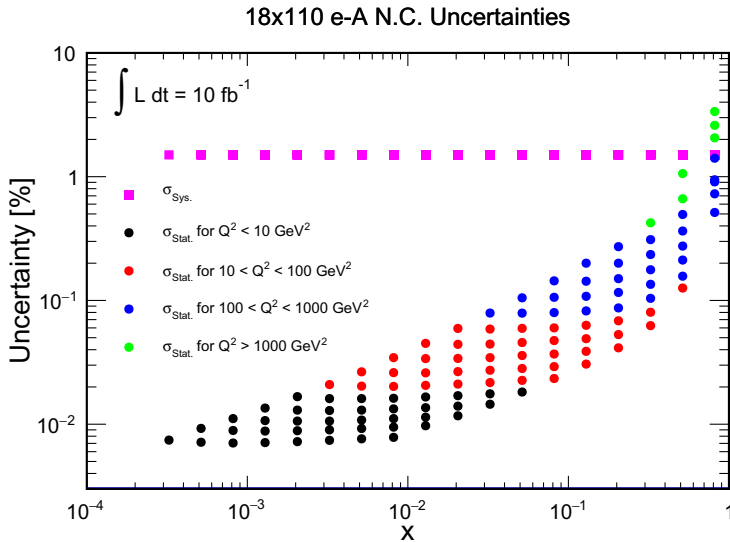 18x110 e-A N.C. Uncertainties
Uncertainty [%]
10
1
10⁻¹
10⁻²
∫ L dt = 10 fb⁻¹
σSys.
σStat. for Q² < 10 GeV²
σStat. for 10 < Q² < 100 GeV²
σStat. for 100 < Q² < 1000 GeV²
σStat. for Q² > 1000 GeV²
10⁻⁴ 10⁻³ 10⁻² 10⁻¹ 1
x